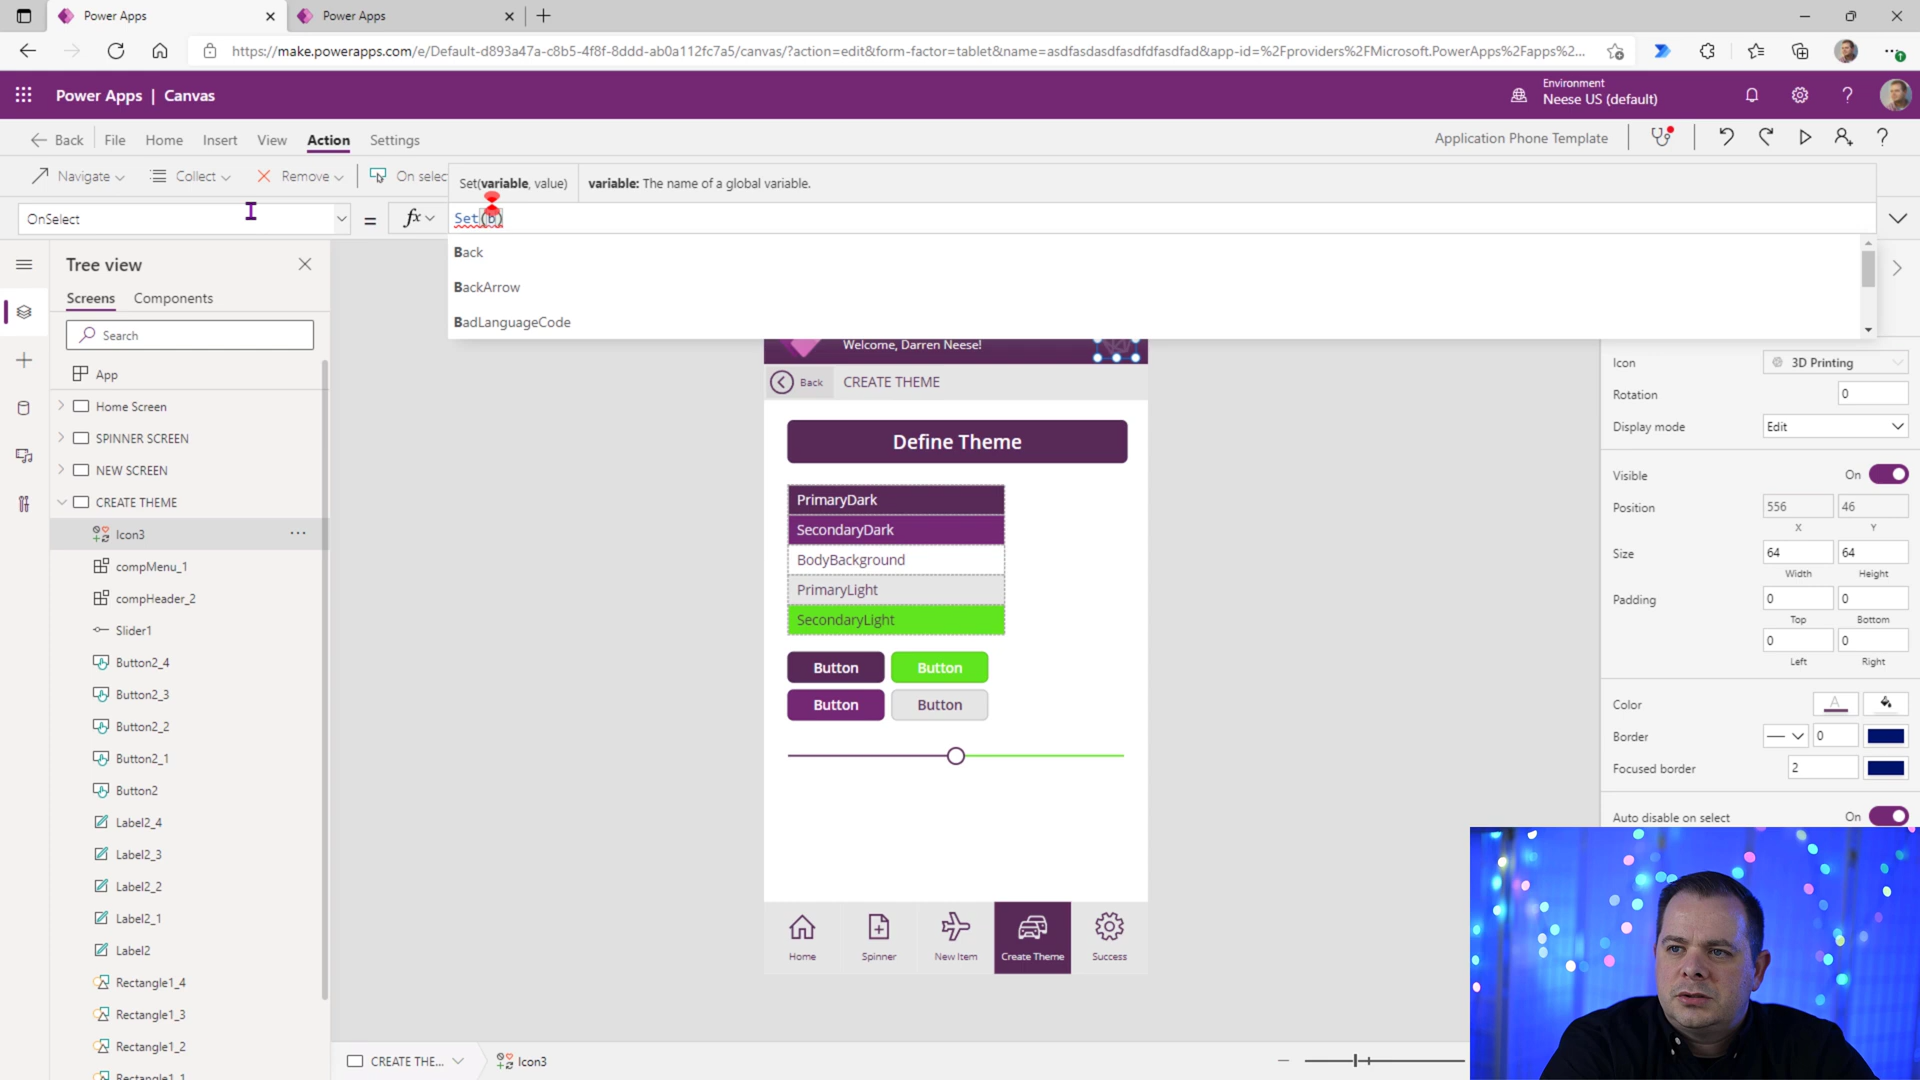 Power Apps
Power Apps
https://make.powerapps.com/e/Default-d893a47a-c8b5-4f8f-8ddd-ab0a112fc7a5/canvas/?action=edit&form-factor=tablet&name=asdfasdasdfasdfdfasdfad&app-id=%2Fproviders%2FMicrosoft.PowerApps%2Fapps%2...
Power Apps | Canvas
Environment
Neese US (default)
Back File Home Insert View Action Settings
Application Phone Template
Navigate Collect Remove On selec
Set(variable, value) variable: The name of a global variable.
OnSelect = fx Set(b)
Back
BackArrow
BadLanguageCode
Tree view
Screens Components
Search
App
Home Screen
SPINNER SCREEN
NEW SCREEN
CREATE THEME
Icon3
compMenu_1
compHeader_2
Slider1
Button2_4
Button2_3
Button2_2
Button2_1
Button2
Label2_4
Label2_3
Label2_2
Label2_1
Label2
Rectangle1_4
Rectangle1_3
Rectangle1_2
Rectangle1_1
Welcome, Darren Neese!
Back CREATE THEME
Define Theme
PrimaryDark
SecondaryDark
BodyBackground
PrimaryLight
SecondaryLight
Button Button
Button Button
Home Spinner New Item Create Theme Success
Icon 3D Printing
Rotation 0
Display mode Edit
Visible On
Position 556 46
X Y
Size 64 64
Width Height
Padding 0 0
Top Bottom
0 0
Left Right
Color A
Border 0
Focused border 2
Auto disable on select On
CREATE THE... Icon3